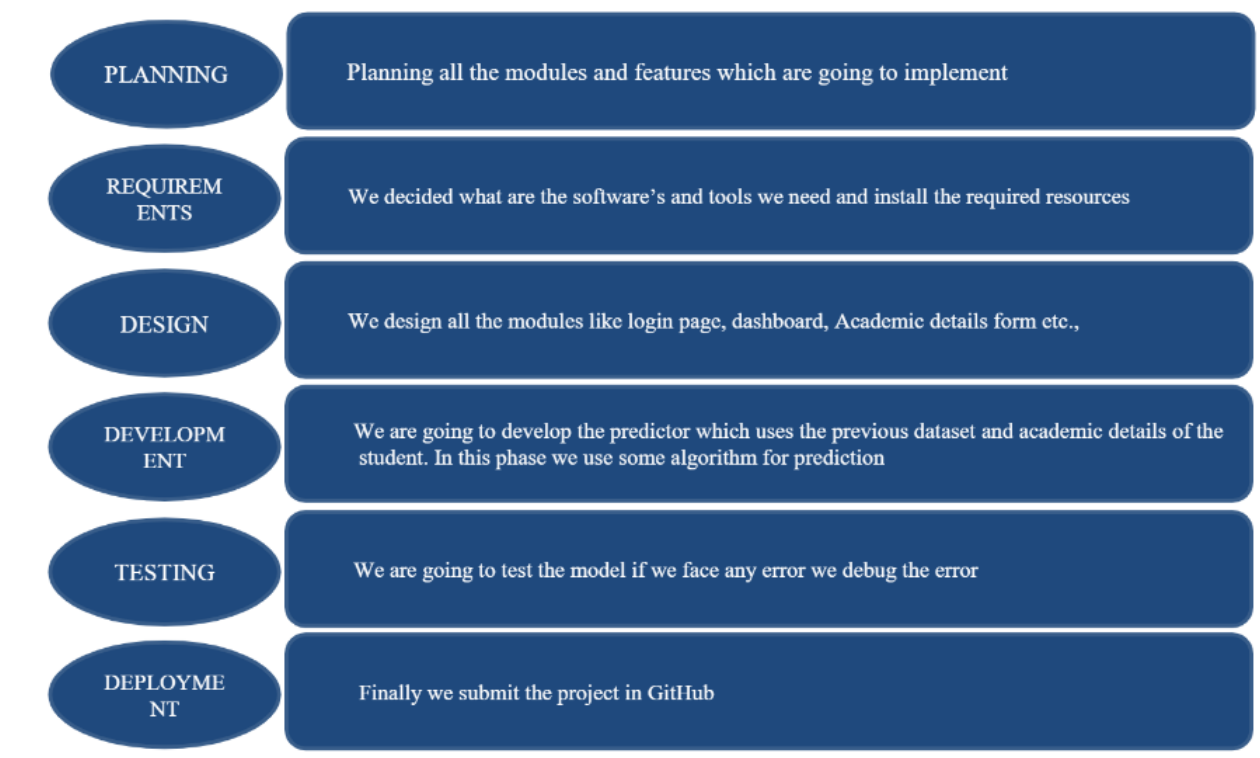 PLANNING
Planning all the modules and features which are going to implement
REQUIREM
ENTS
We decided what are the software’s and tools we need and install the required resources
DESIGN
We design all the modules like login page, dashboard, Academic details form etc.,
DEVELOPM
ENT
We are going to develop the predictor which uses the previous dataset and academic details of the
student. In this phase we use some algorithm for prediction
TESTING
We are going to test the model if we face any error we debug the error
DEPLOYME
NT
Finally we submit the project in GitHub